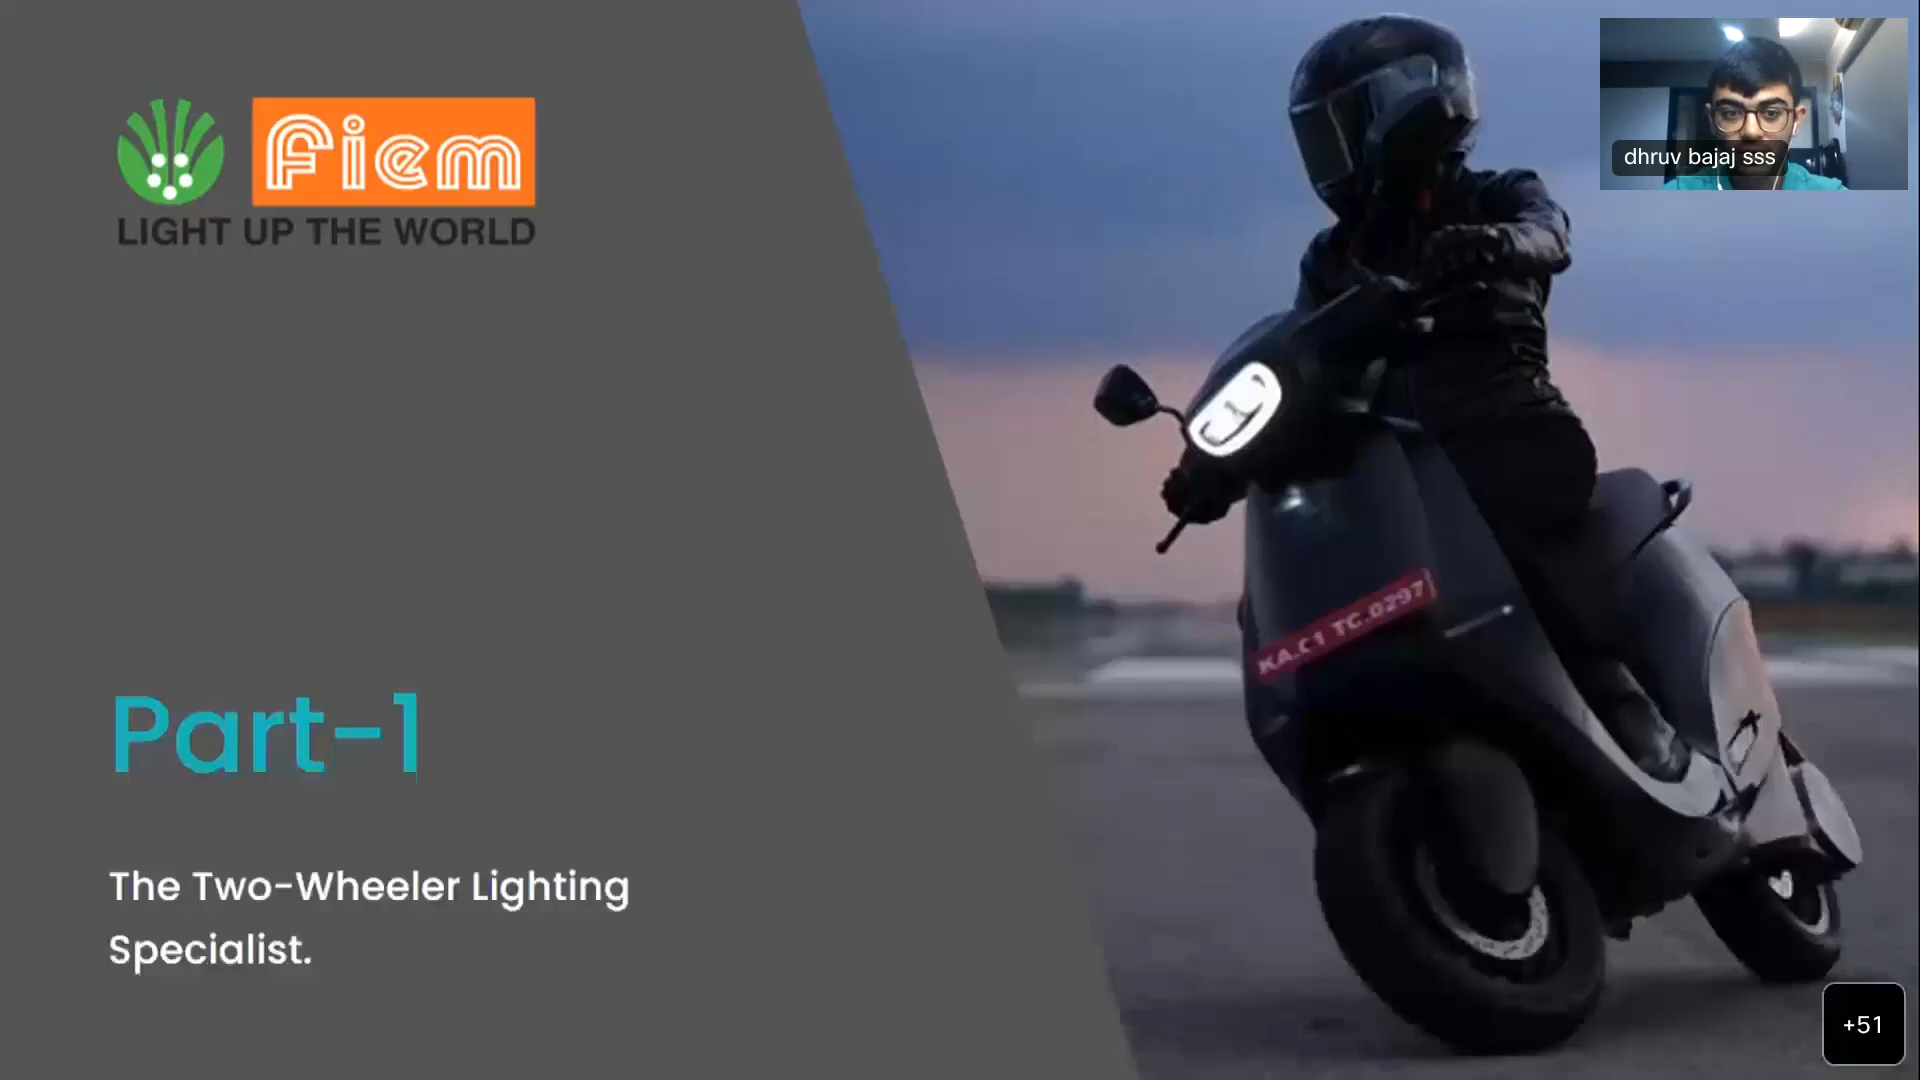 fiem
LIGHT UP THE WORLD
dhruv bajaj sss
KA.C1 TC.0297
Part-1
The Two-Wheeler Lighting
Specialist.
+51